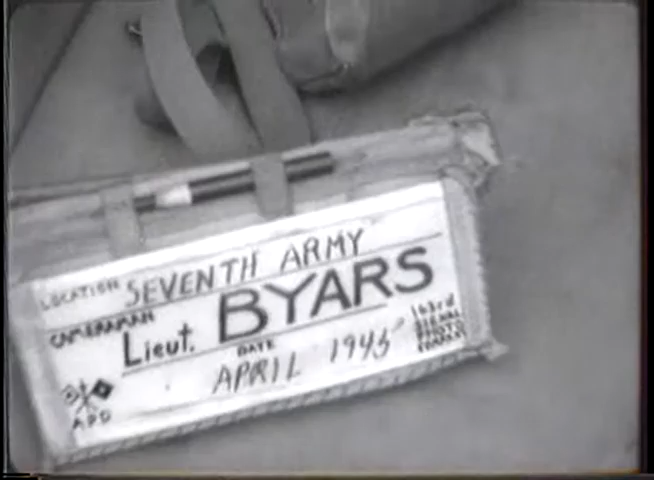 LOCATION SEVENTH ARMY
CAMERAMAN
Lieut. BYARS
DATE
APRIL 1945
163rd
SIGNAL
PHOTO
COMPANY
APO